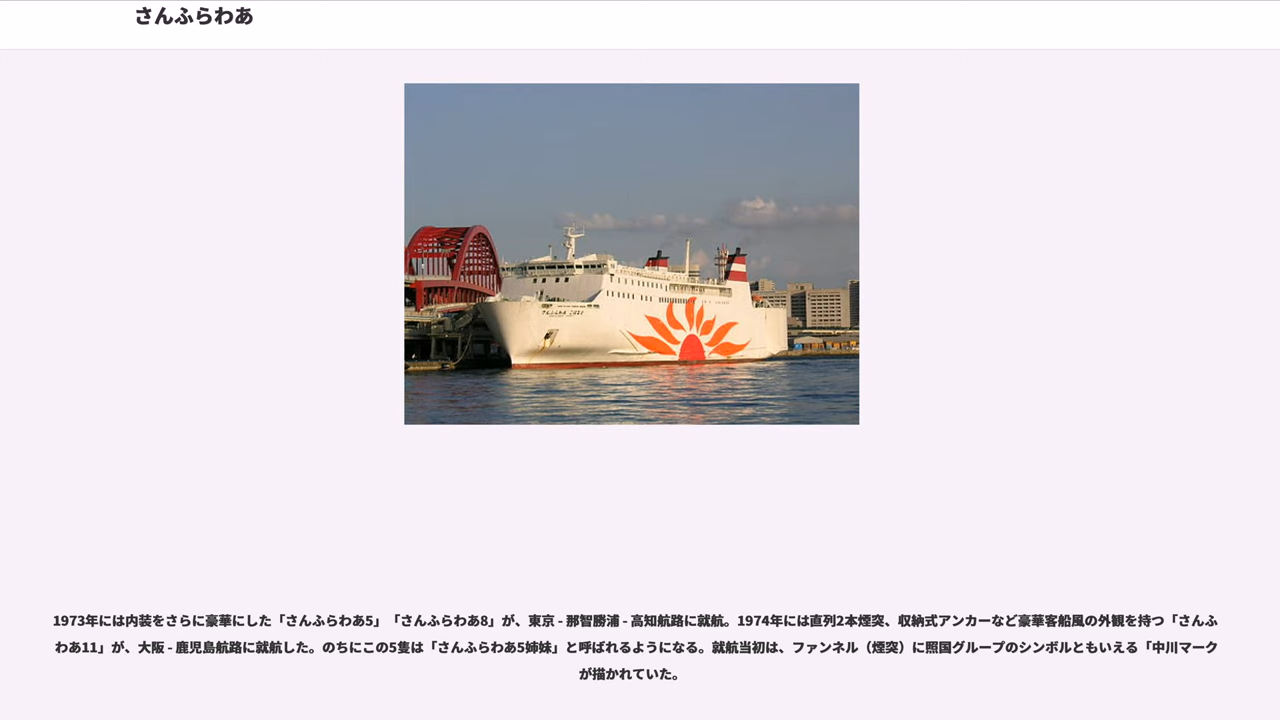 さんふらわあ
1973年には内装をさらに豪華にした「さんふらわあ5」「さんふらわあ8」が、東京 - 那智勝浦 - 高知航路に就航。1974年には直列2本煙突、収納式アンカーなど豪華客船風の外観を持つ「さんふ
わあ11」が、大阪 - 鹿児島航路に就航した。のちにこの5隻は「さんふらわあ5姉妹」と呼ばれるようになる。就航当初は、ファンネル（煙突）に照国グループのシンボルともいえる「中川マーク
が描かれていた。